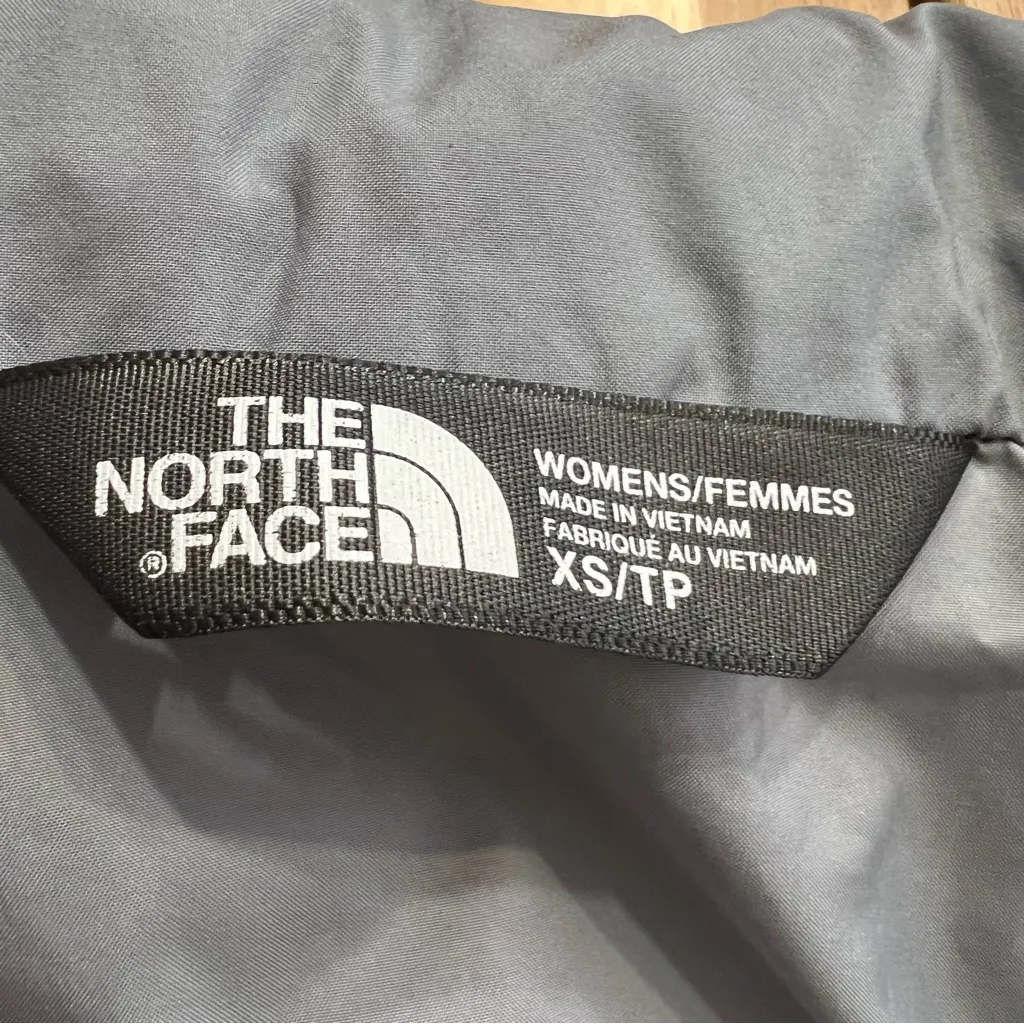 THE
NORTH
®FACE
WOMENS/FEMMES
MADE IN VIETNAM
FABRIQUÉ AU VIETNAM
XS/TP